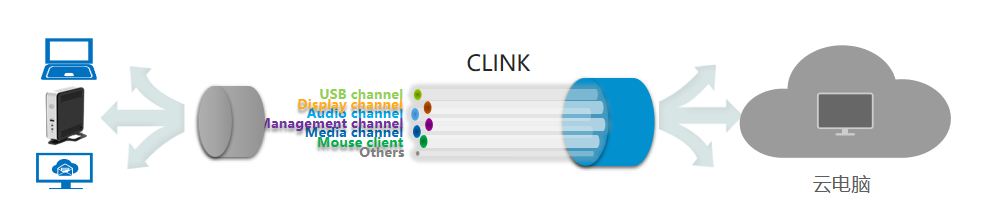 CLINK
USB channel
Display channel
Audio channel
Management channel
Media channel
Mouse client
Others
云电脑